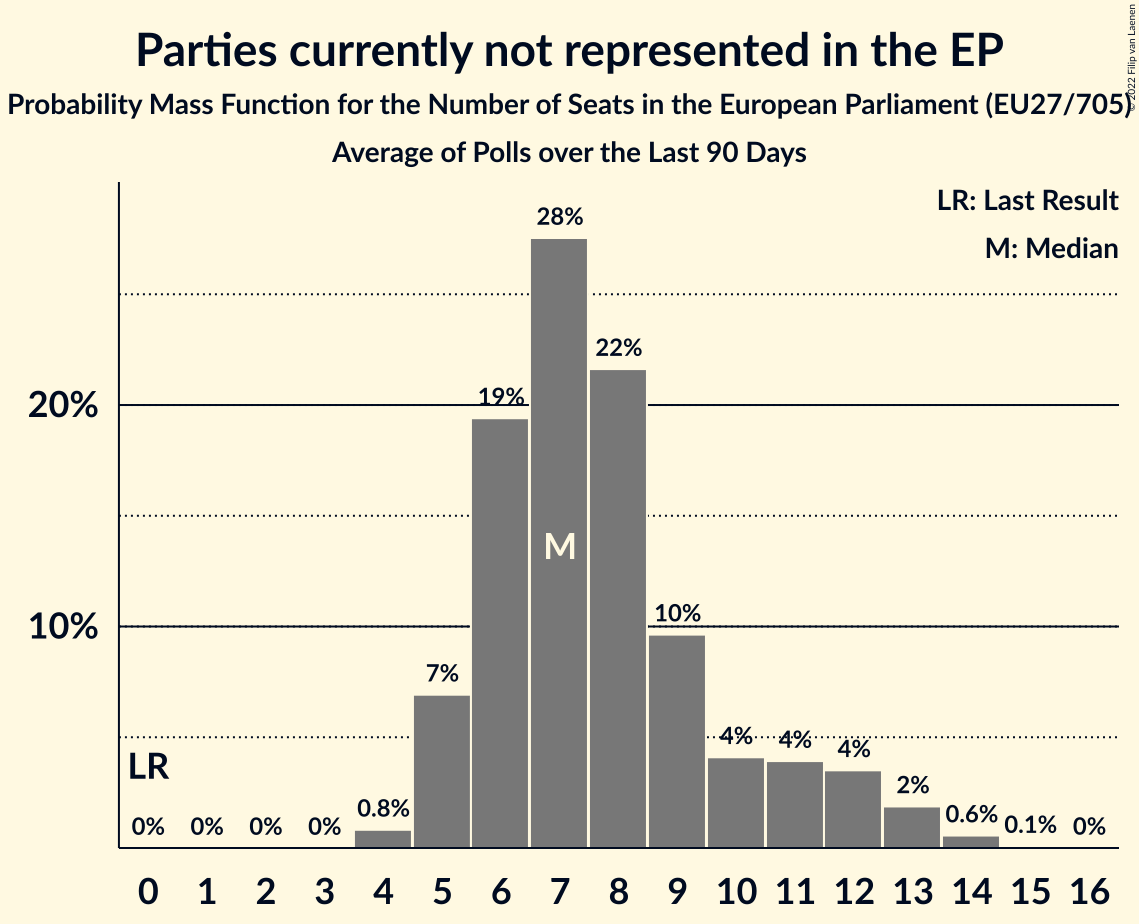 Parties currently not represented in the EP
Probability Mass Function for the Number of Seats in the European Parliament (EU27/705)
Average of Polls over the Last 90 Days
© 2022 Filip van Laenen
LR: Last Result
M: Median
28%
22%
20%
19%
M
10%
10%
7%
4%
4%
4%
LR
2%
0.8%
0.6%
0.1%
0%
0%
0%
0%
0%
0 1 2 3 4 5 6 7 8 9 10 11 12 13 14 15 16